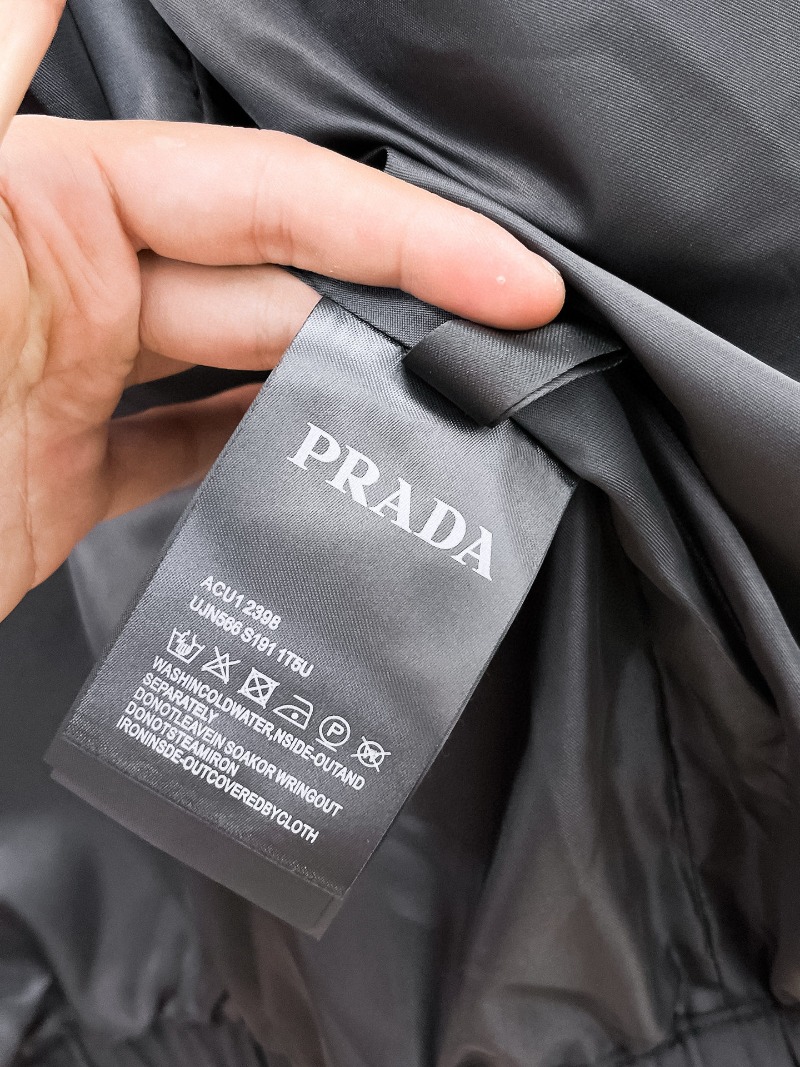 PRADA
ACU1 2398
UJN566 S191 1T5U
WASHINCOLDWATER,NSIDE-OUTAND
SEPARATELY
DONOTLEAVEIN SOAKOR WRINGOUT
DONOTSTEAMIRON
IRONINSDE-OUTCOVEREDBYCLOTH